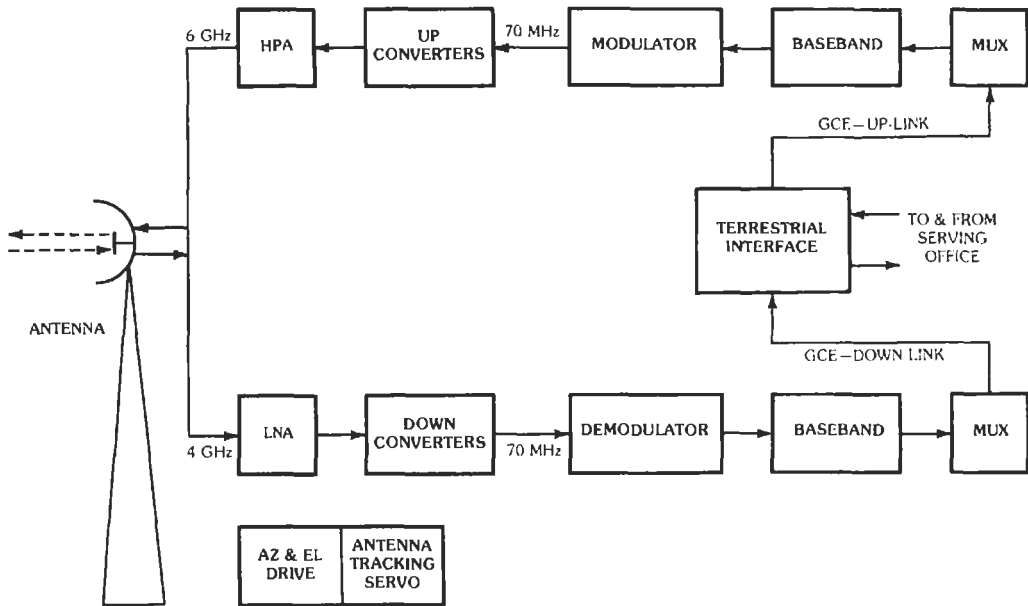 6 GHz
HPA
UP
CONVERTERS
70 MHz
MODULATOR
BASEBAND
MUX
GCE—UP-LINK
TERRESTRIAL
INTERFACE
TO & FROM
SERVING
OFFICE
ANTENNA
GCE—DOWN LINK
4 GHz
LNA
DOWN
CONVERTERS
70 MHz
DEMODULATOR
BASEBAND
MUX
AZ & EL
DRIVE
ANTENNA
TRACKING
SERVO